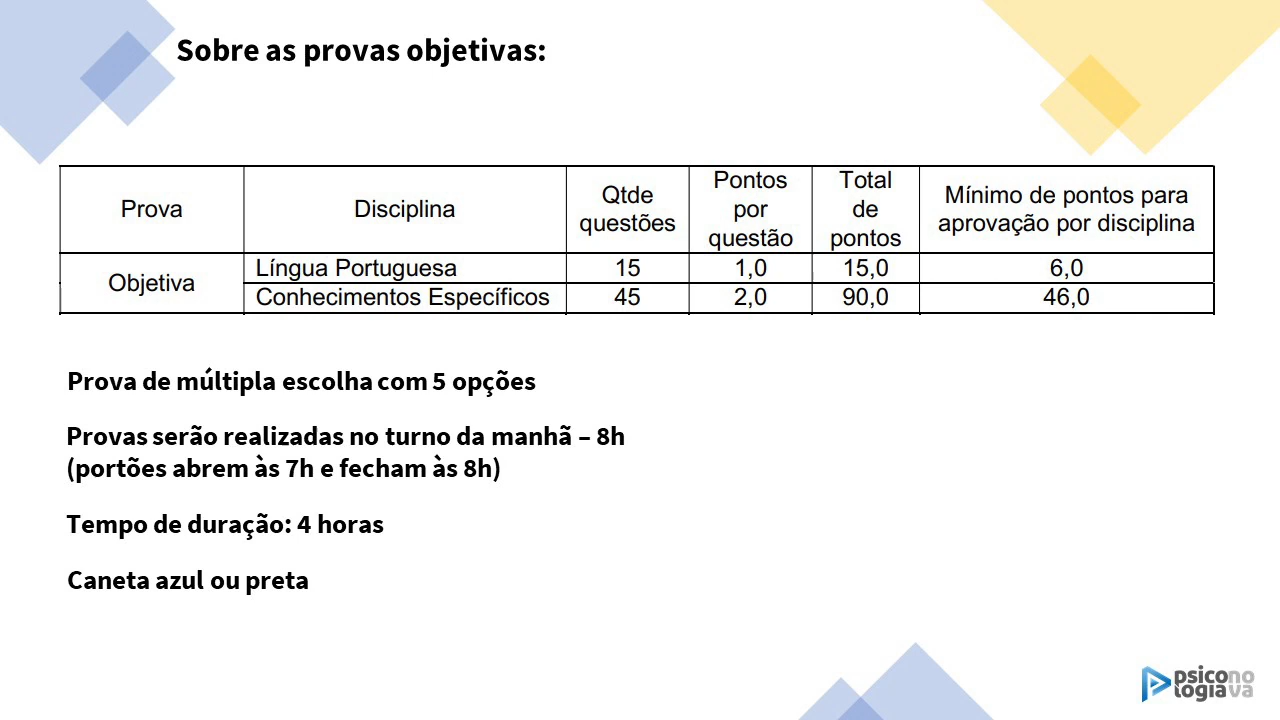 Sobre as provas objetivas:
Prova
Disciplina
Qtde
questões
Pontos
por
questão
Total
de
pontos
Mínimo de pontos para
aprovação por disciplina
Objetiva
Língua Portuguesa 15 1,0 15,0 6,0
Conhecimentos Específicos 45 2,0 90,0 46,0
Prova de múltipla escolha com 5 opções
Provas serão realizadas no turno da manhã – 8h
(portões abrem às 7h e fecham às 8h)
Tempo de duração: 4 horas
Caneta azul ou preta
psicono
logiava